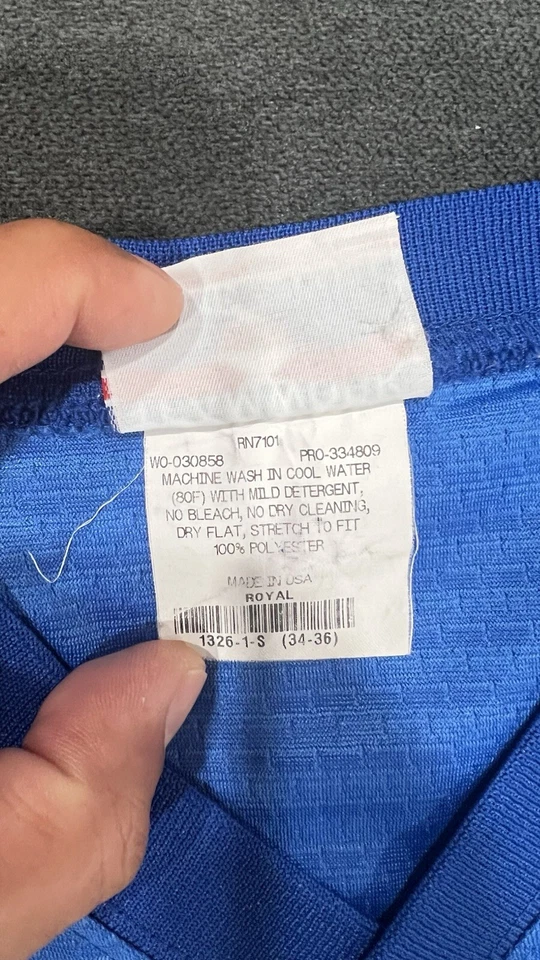 RN7101
WO-030858 PRO-334809
MACHINE WASH IN COOL WATER
(80F) WITH MILD DETERGENT,
NO BLEACH, NO DRY CLEANING,
DRY FLAT, STRETCH TO FIT
100% POLYESTER
MADE IN USA
ROYAL
1326-1-S (34-36)